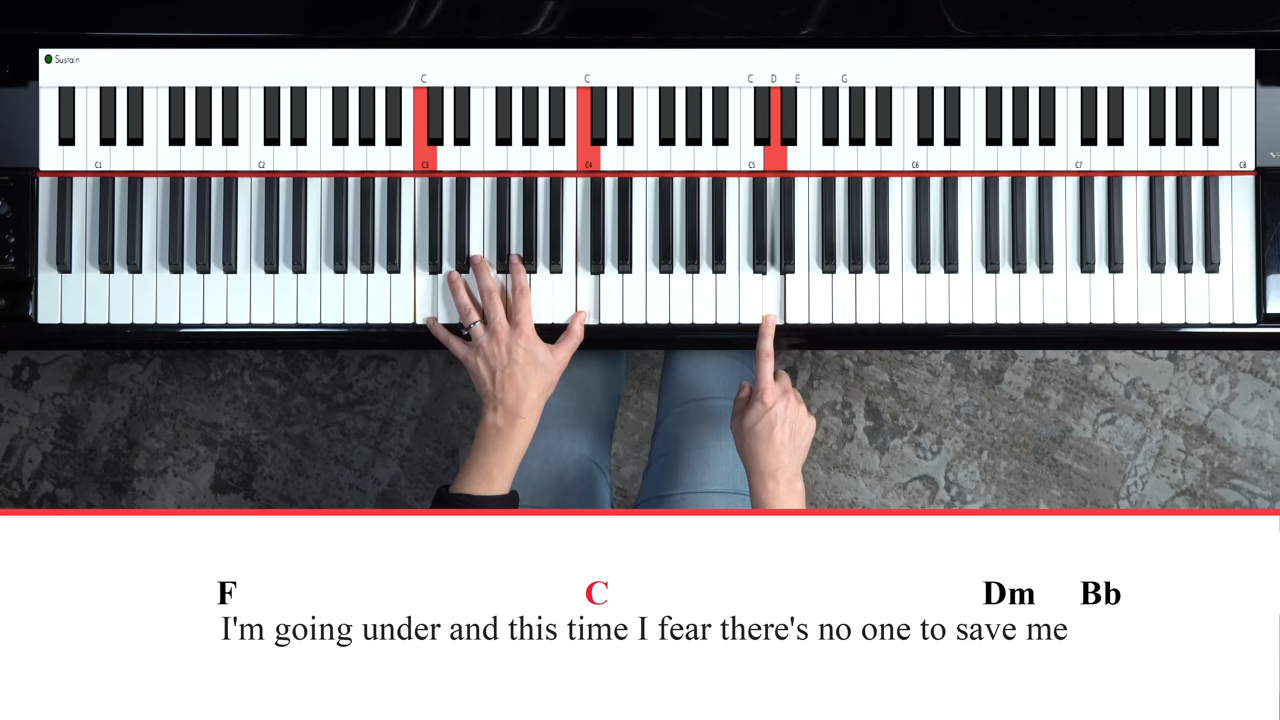 Sustain
C C C D E G
C1 C2 C3 C4 C5 C6 C7 C8
F C Dm Bb
I'm going under and this time I fear there's no one to save me